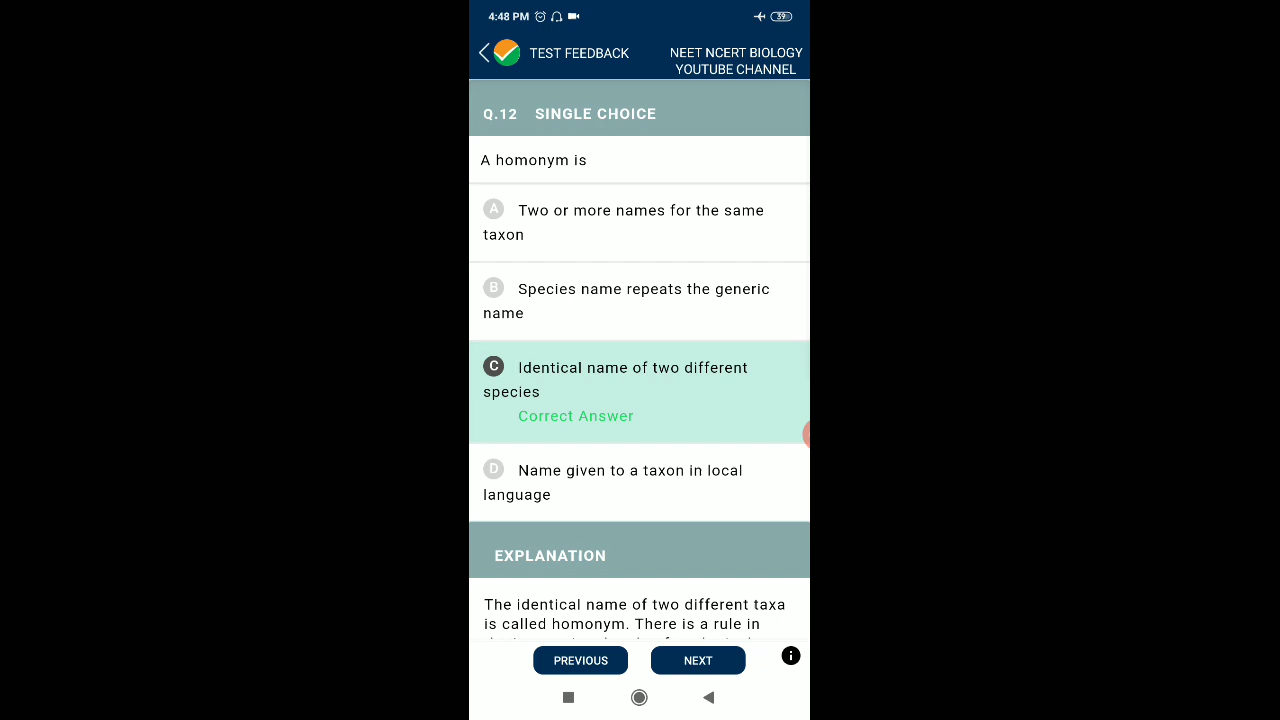 4:48 PM 39
TEST FEEDBACK
NEET NCERT BIOLOGY
YOUTUBE CHANNEL
Q.12 SINGLE CHOICE
A homonym is
A Two or more names for the same
taxon
B Species name repeats the generic
name
C Identical name of two different
species
Correct Answer
D Name given to a taxon in local
language
EXPLANATION
The identical name of two different taxa
is called homonym. There is a rule in
PREVIOUS NEXT